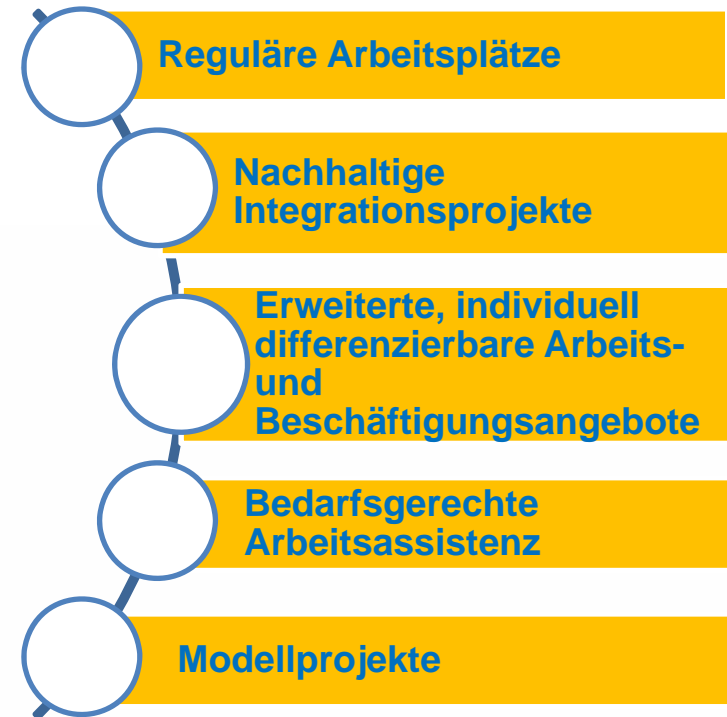 Reguläre Arbeitsplätze
Nachhaltige
Integrationsprojekte
Erweiterte, individuell
differenzierbare Arbeits-
und
Beschäftigungsangebote
Bedarfsgerechte
Arbeitsassistenz
Modellprojekte